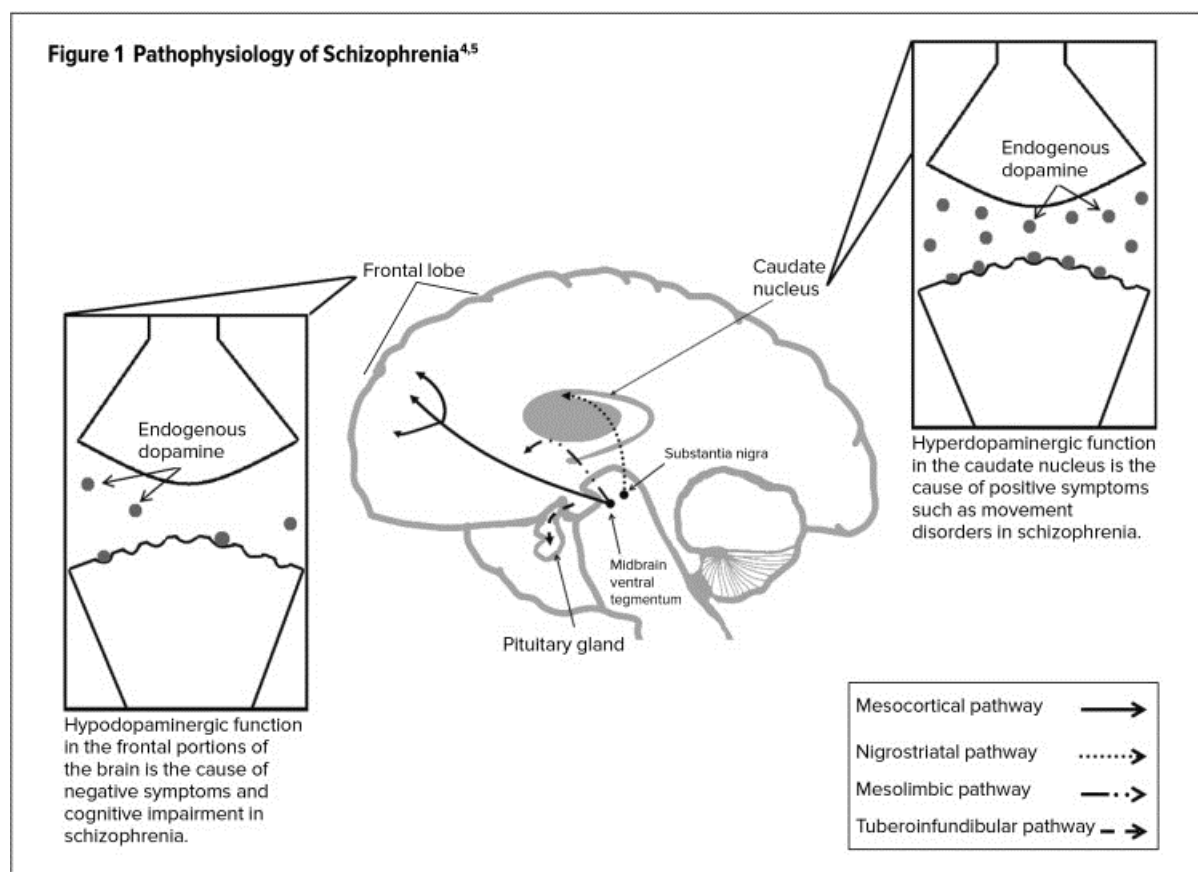 Figure 1 Pathophysiology of Schizophrenia4,5
Endogenous
dopamine
Frontal lobe
Caudate
nucleus
Endogenous
dopamine
Substantia nigra
Midbrain
ventral
tegmentum
Pituitary gland
Hyperdopaminergic function
in the caudate nucleus is the
cause of positive symptoms
such as movement
disorders in schizophrenia.
Hypodopaminergic function
in the frontal portions of
the brain is the cause of
negative symptoms and
cognitive impairment in
schizophrenia.
Mesocortical pathway
Nigrostriatal pathway
Mesolimbic pathway
Tuberoinfundibular pathway